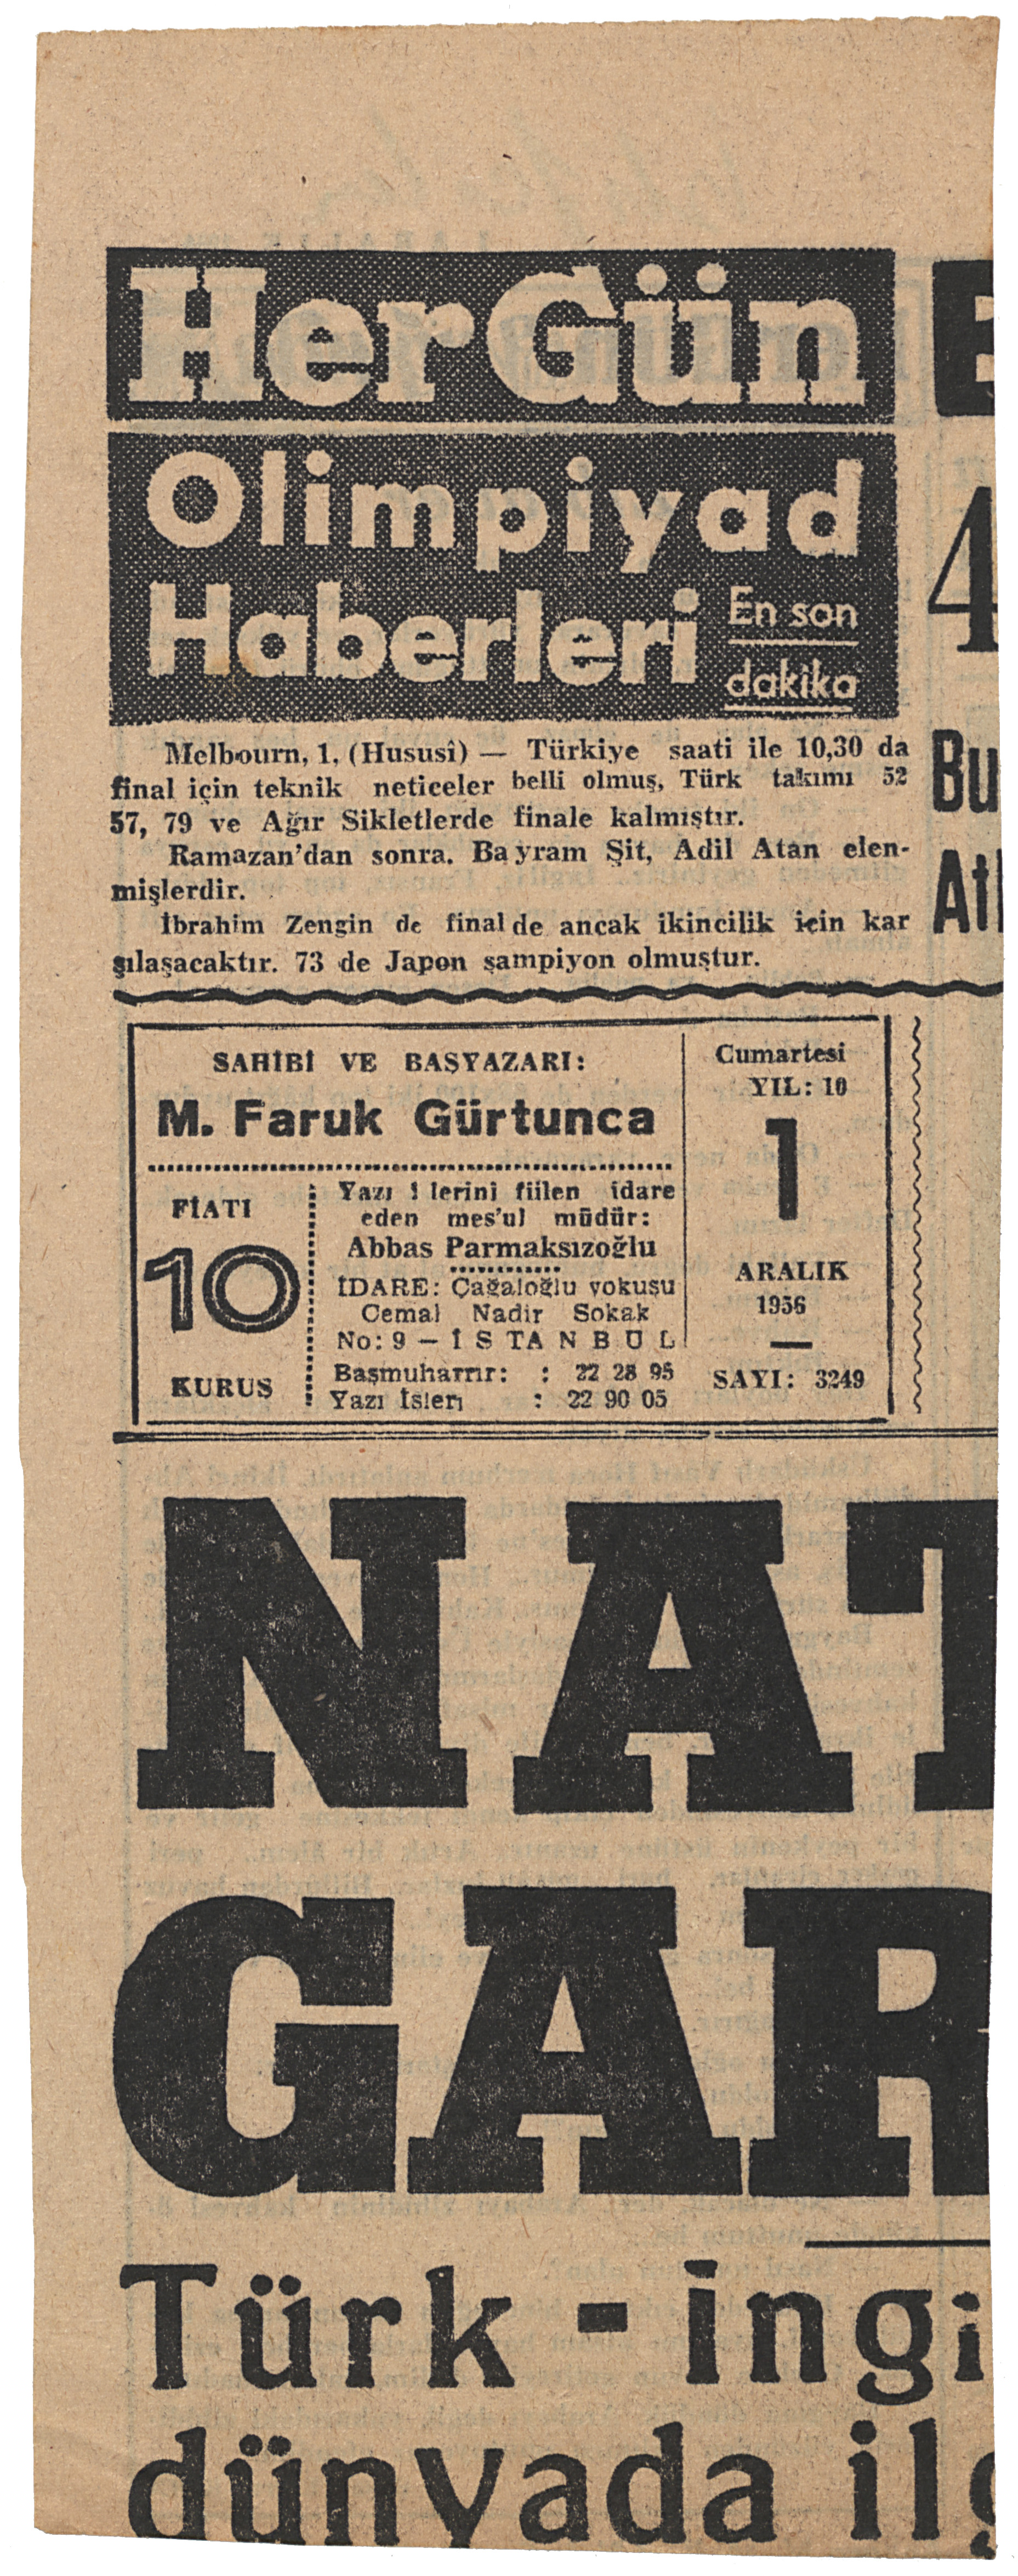 Her Gün
Olimpiyad
Haberleri
En son
dakika
Melbourn, 1, (Hususî) — Türkiye saati ile 10,30 da
final için teknik neticeler belli olmuş, Türk takımı 52
57, 79 ve Ağır Sikletlerde finale kalmıştır.
Ramazan'dan sonra. Bayram Şit, Adil Atan elen-
mişlerdir.
İbrahim Zengin de finalde ancak ikincilik için kar
şılaşacaktır. 73 de Japon şampiyon olmuştur.
SAHİBİ VE BAŞYAZARI:
M. Faruk Gürtunca
FİATI
10
KURUŞ
Yazı İ lerini fiilen idare
eden mes'ul müdür:
Abbas Parmaksızoğlu
İDARE: Çağaloğlu yokuşu
Cemal Nadir Sokak
No: 9 — İSTANBUL
Başmuharrir: : 22 28 95
Yazı İşleri : 22 90 05
Cumartesi
YIL: 10
1
ARALIK
1956
SAYI: 3249
4
Bu
Atl
NAT
GAR
Türk - ingi
dünyada il